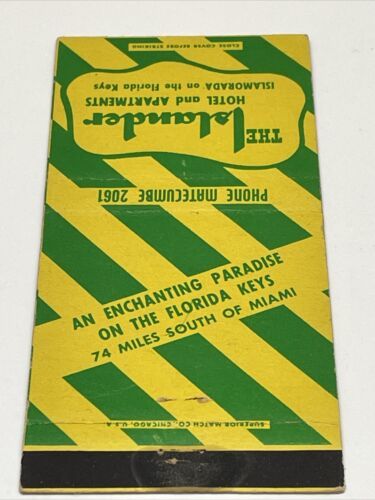 CLOSE COVER BEFORE STRIKING
THE Islander
HOTEL and APARTMENTS
ISLAMORADA on the Florida Keys
PHONE MATECUMBE 2061
AN ENCHANTING PARADISE
ON THE FLORIDA KEYS
74 MILES SOUTH OF MIAMI
SUPERIOR MATCH CO., CHICAGO, U.S.A.